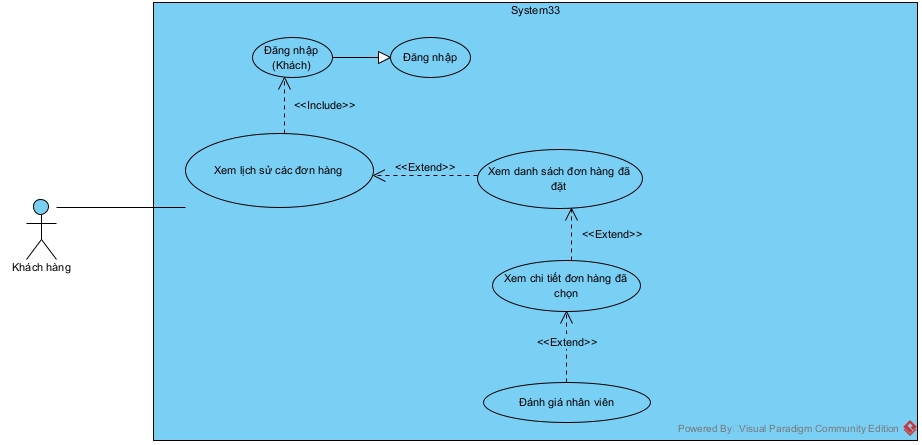 System33
Đăng nhập
(Khách)
Đăng nhập
<<Include>>
Xem lịch sử các đơn hàng
<<Extend>>
Xem danh sách đơn hàng đã
đặt
<<Extend>>
Khách hàng
Xem chi tiết đơn hàng đã
chọn
<<Extend>>
Đánh giá nhân viên
Powered By: Visual Paradigm Community Edition